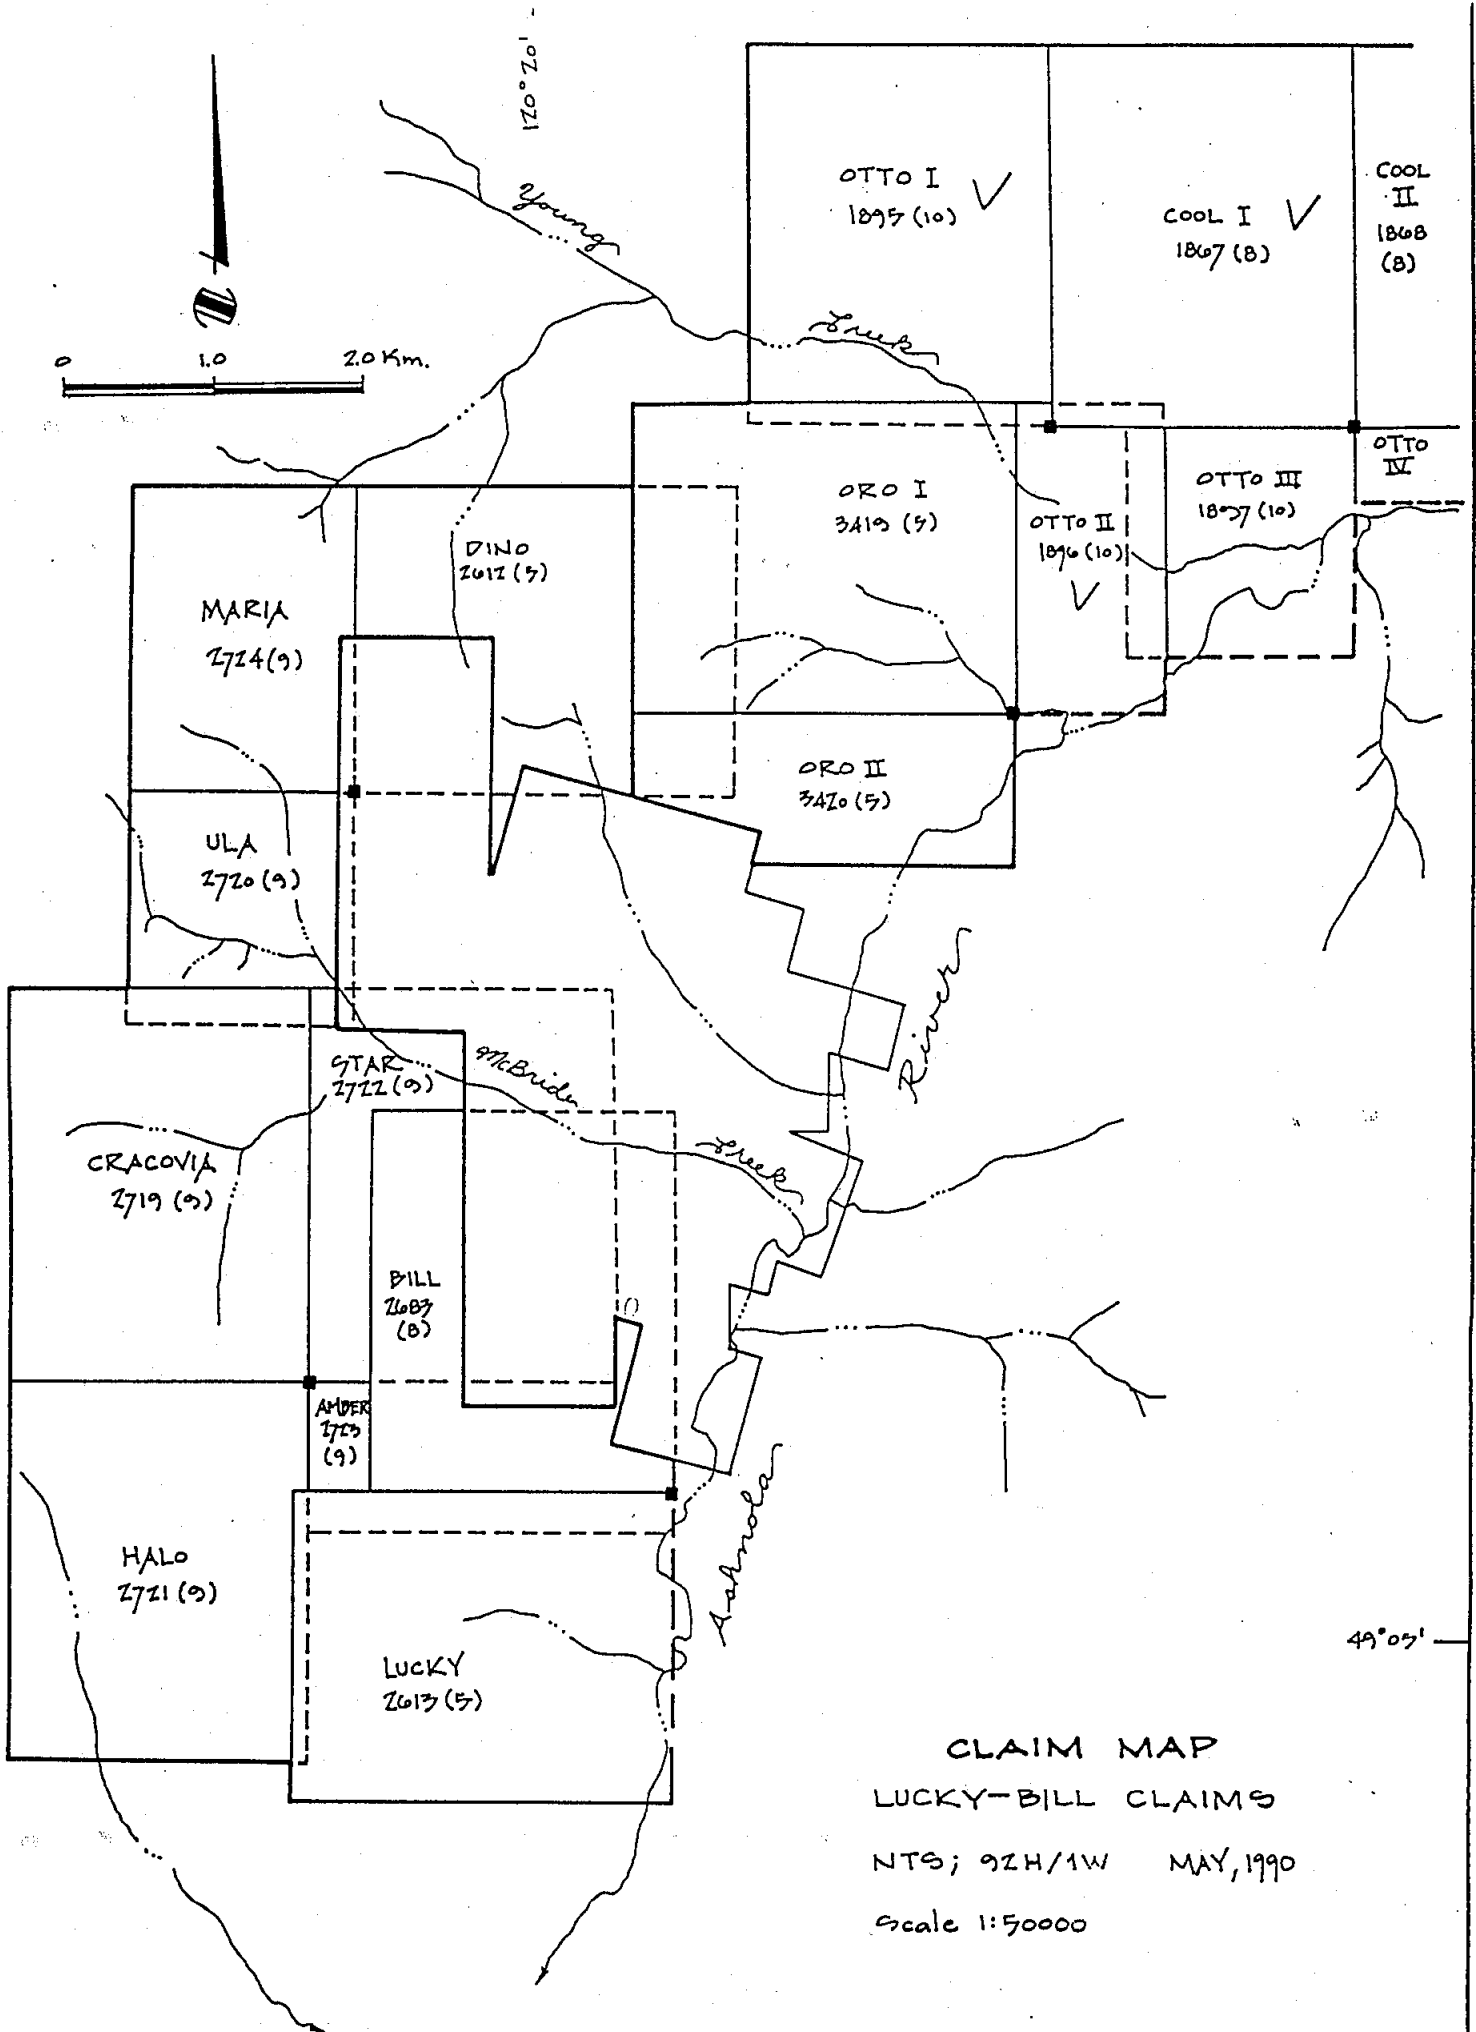 120°20'
Young
OTTO I
1895 (10)
COOL I
1867 (8)
COOL
II
1868
(8)
Creek
0 1.0 2.0 Km.
OTTO
IV
ORO I
3419 (5)
OTTO III
1897 (10)
OTTO II
1896 (10)
DINO
2612 (5)
MARIA
2724 (9)
ORO II
3420 (5)
ULA
2720 (9)
River
STAR
2722 (9)
McBride
Creek
CRACOVIA
2719 (9)
BILL
2683
(8)
AMBER
2723
(9)
Ashnola
HALO
2721 (9)
LUCKY
2613 (5)
49°05'
CLAIM MAP
LUCKY-BILL CLAIMS
NTS; 92H/1W MAY, 1990
Scale 1:50000